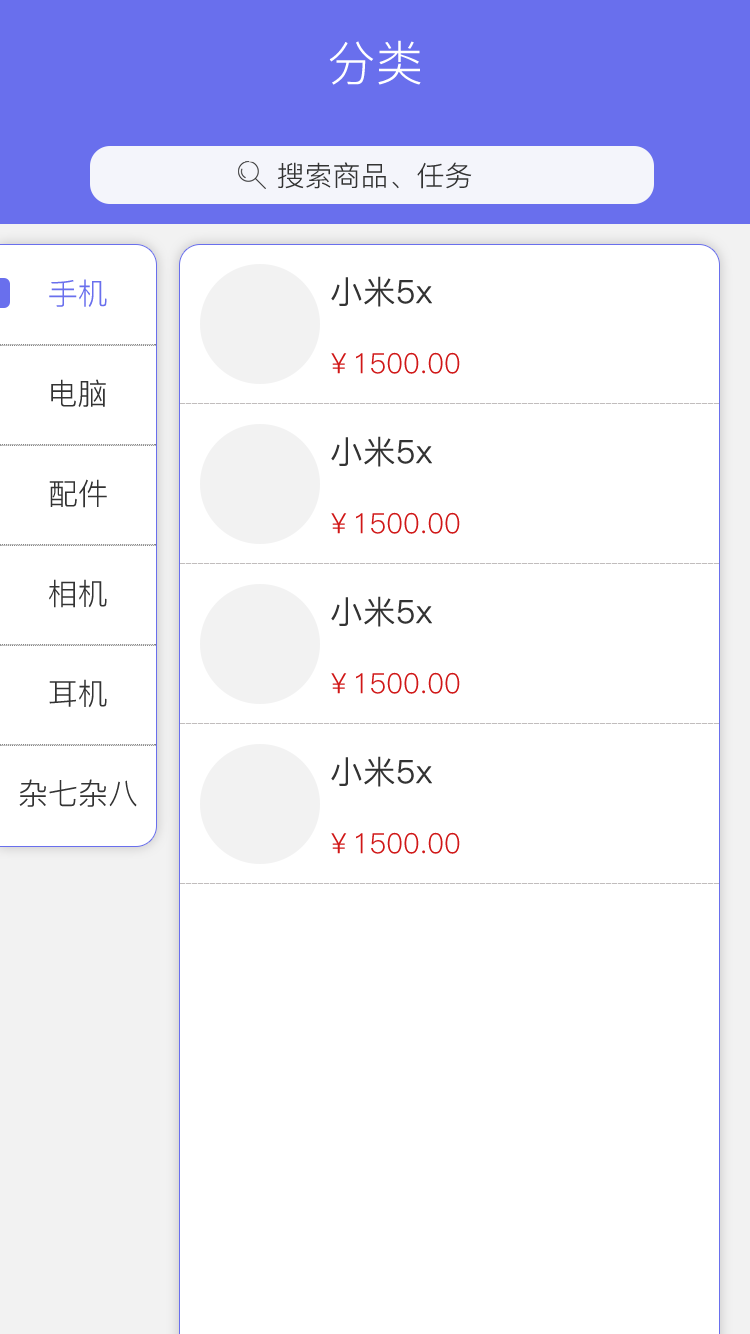 分类
搜索商品、任务
手机
电脑
配件
相机
耳机
杂七杂八
小米5x
￥1500.00
小米5x
￥1500.00
小米5x
￥1500.00
小米5x
￥1500.00